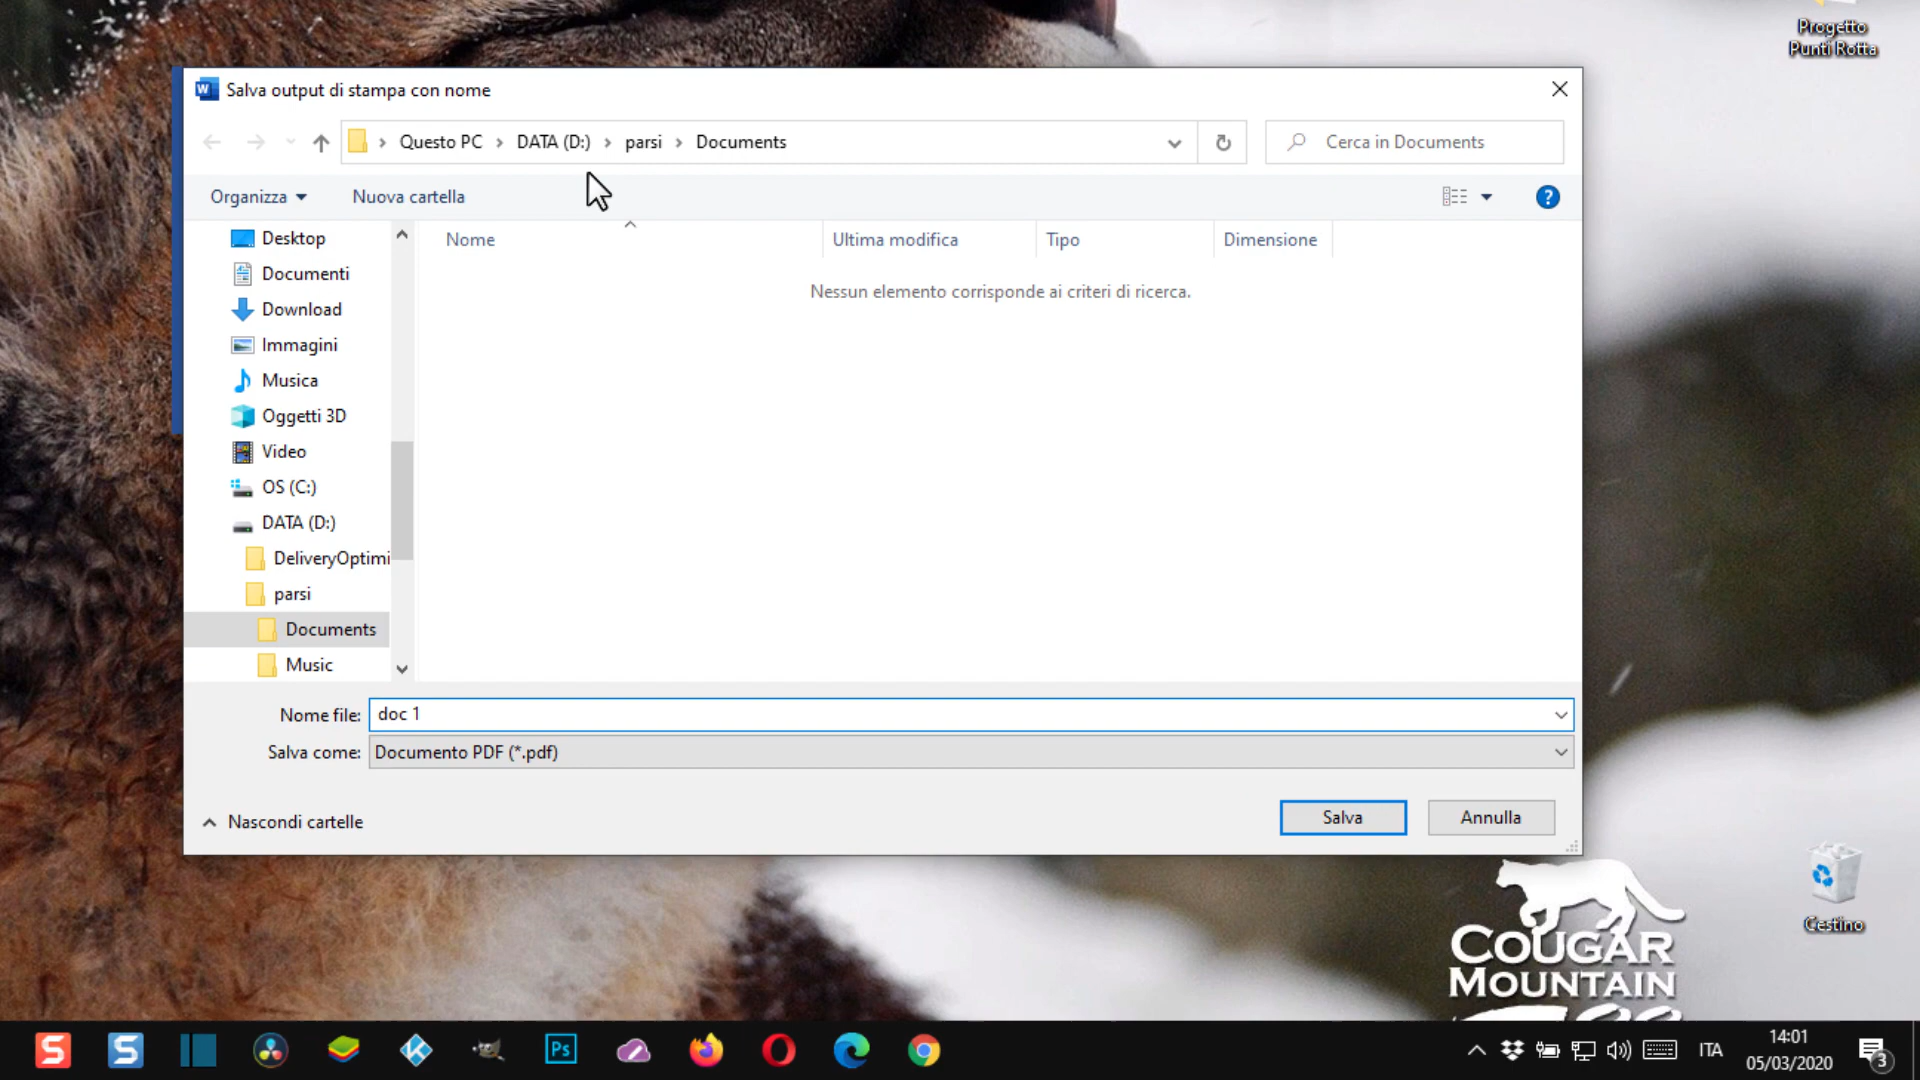 Progetto
Punti Rotta
W Salva output di stampa con nome
Questo PC > DATA (D:) > parsi > Documents
Cerca in Documents
Organizza Nuova cartella
?
Nome Ultima modifica Tipo Dimensione
Nessun elemento corrisponde ai criteri di ricerca.
Desktop
Documenti
Download
Immagini
Musica
Oggetti 3D
Video
OS (C:)
DATA (D:)
DeliveryOptimi
parsi
Documents
Music
Nome file: doc 1
Salva come: Documento PDF (*.pdf)
Nascondi cartelle
Salva Annulla
Cestino
COUGAR
MOUNTAIN
S S Ps ITA
14:01
05/03/2020
3